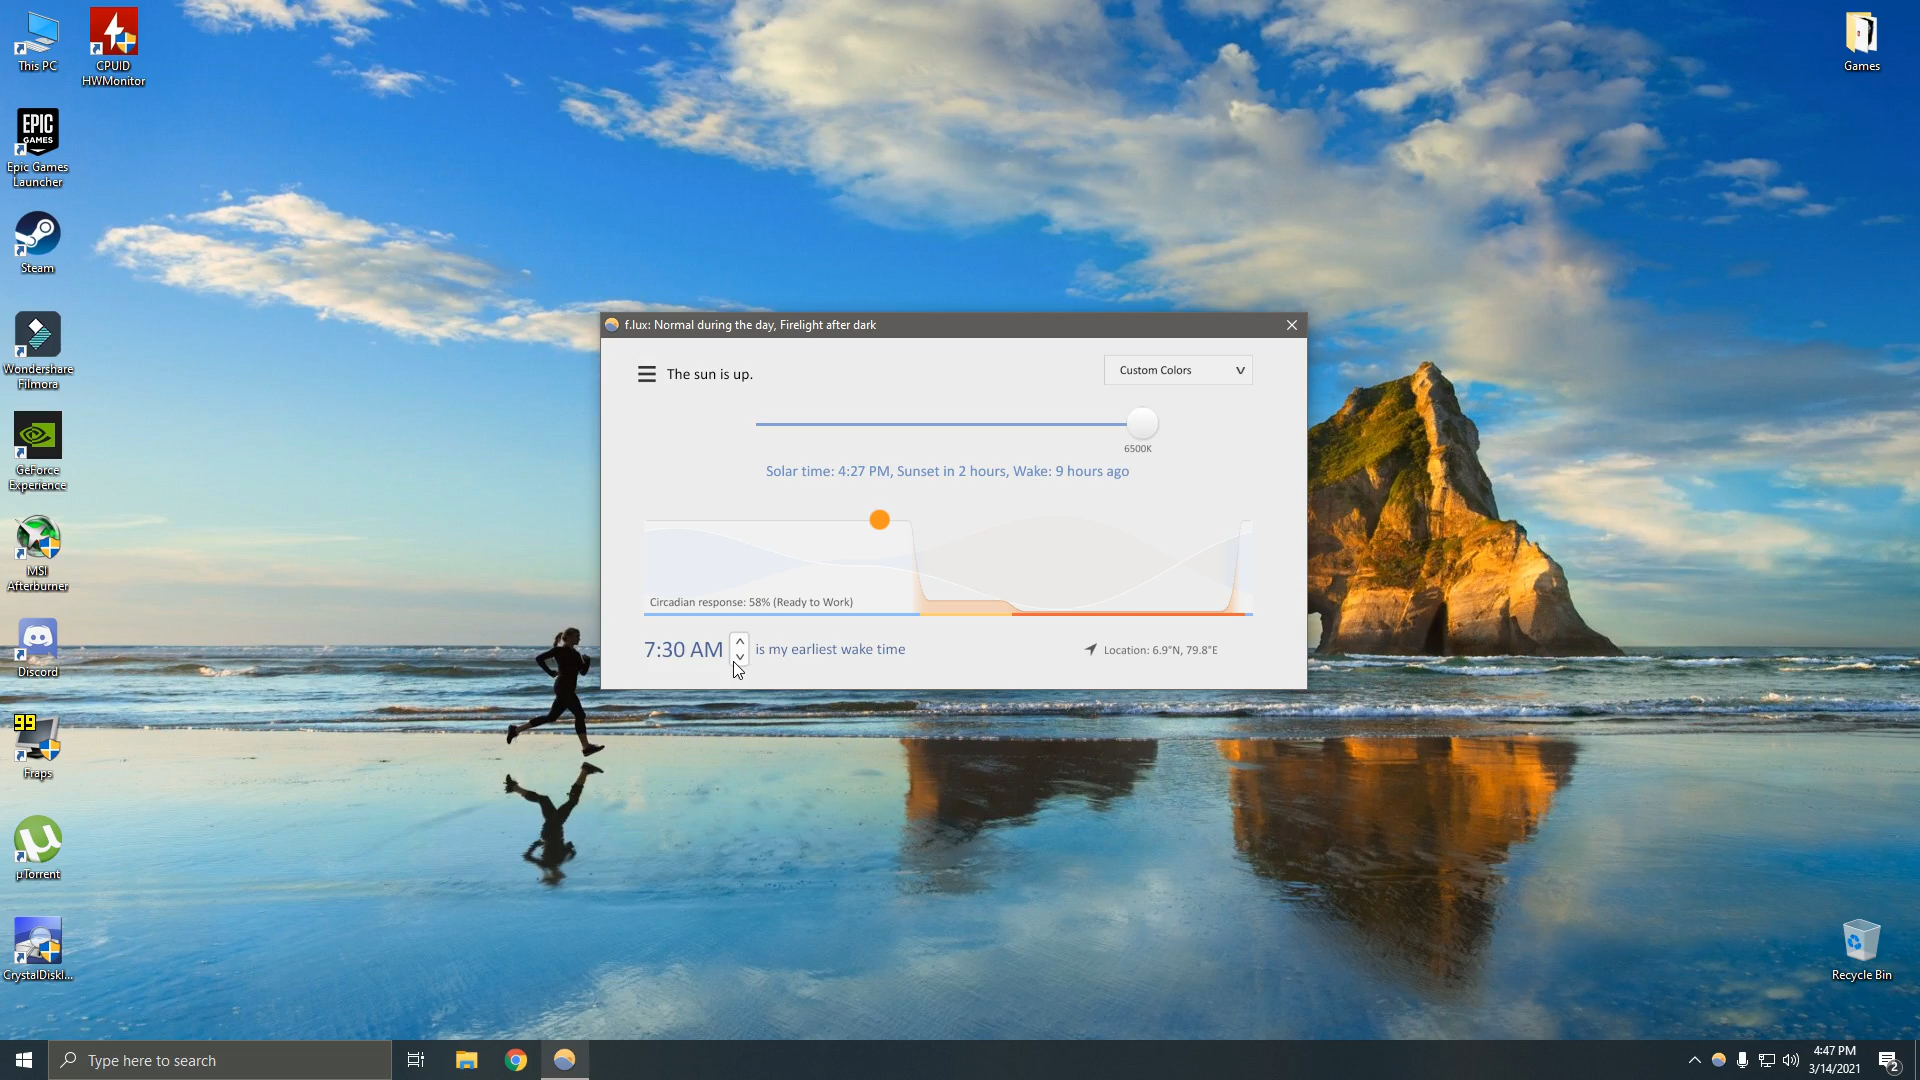 This PC
CPUID
HWMonitor
EPIC
GAMES
Epic Games
Launcher
Steam
Wondershare
Filmora
GeForce
Experience
MSI
Afterburner
Discord
99
Fraps
µTorrent
CrystalDiskI...
Games
f.lux: Normal during the day, Firelight after dark
The sun is up.
Custom Colors
6500K
Solar time: 4:27 PM, Sunset in 2 hours, Wake: 9 hours ago
Circadian response: 58% (Ready to Work)
7:30 AM is my earliest wake time
Location: 6.9°N, 79.8°E
Recycle Bin
Type here to search
4:47 PM
3/14/2021
2